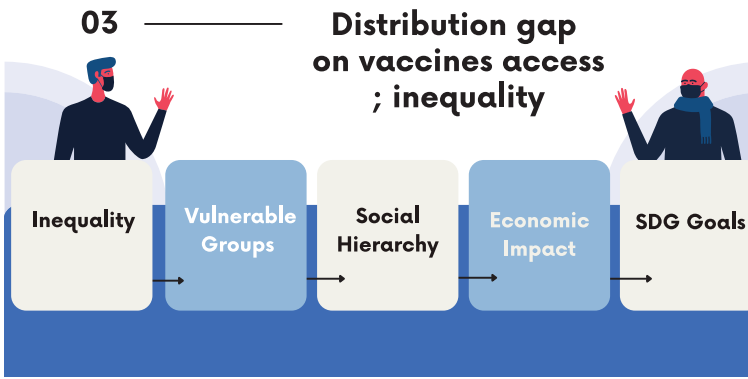 03
Distribution gap
on vaccines access
; inequality
Inequality
Vulnerable
Groups
Social
Hierarchy
Economic
Impact
SDG Goals